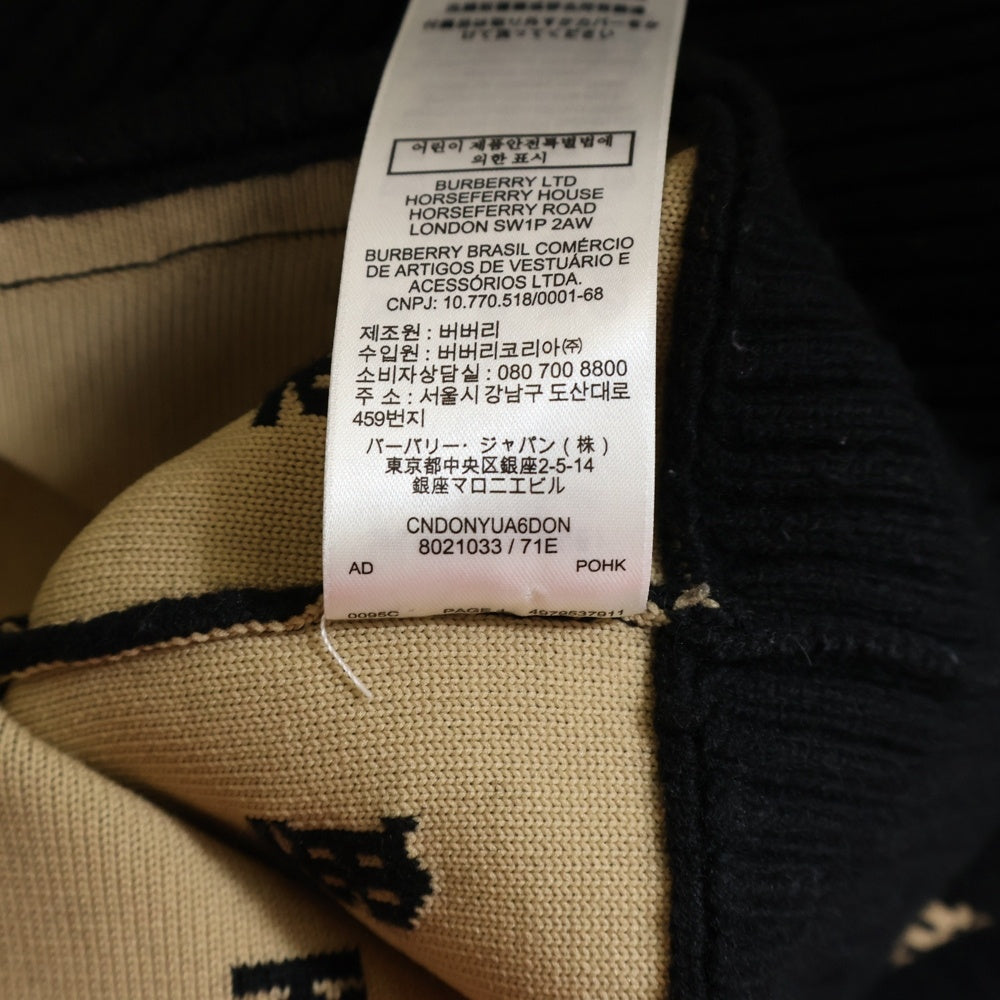 어린이 제품안전특별법에
의한 표시
BURBERRY LTD
HORSEFERRY HOUSE
HORSEFERRY ROAD
LONDON SW1P 2AW
BURBERRY BRASIL COMÉRCIO
DE ARTIGOS DE VESTUÁRIO E
ACESSÓRIOS LTDA.
CNPJ: 10.770.518/0001-68
제조원 : 버버리
수입원 : 버버리코리아㈜
소비자상담실 : 080 700 8800
주 소 : 서울시 강남구 도산대로
459번지
バーバリー・ジャパン ( 株 )
東京都中央区銀座2-5-14
銀座マロニエビル
CNDONYUA6DON
8021033 / 71E
AD POHK
0095C PAGE 4979537911